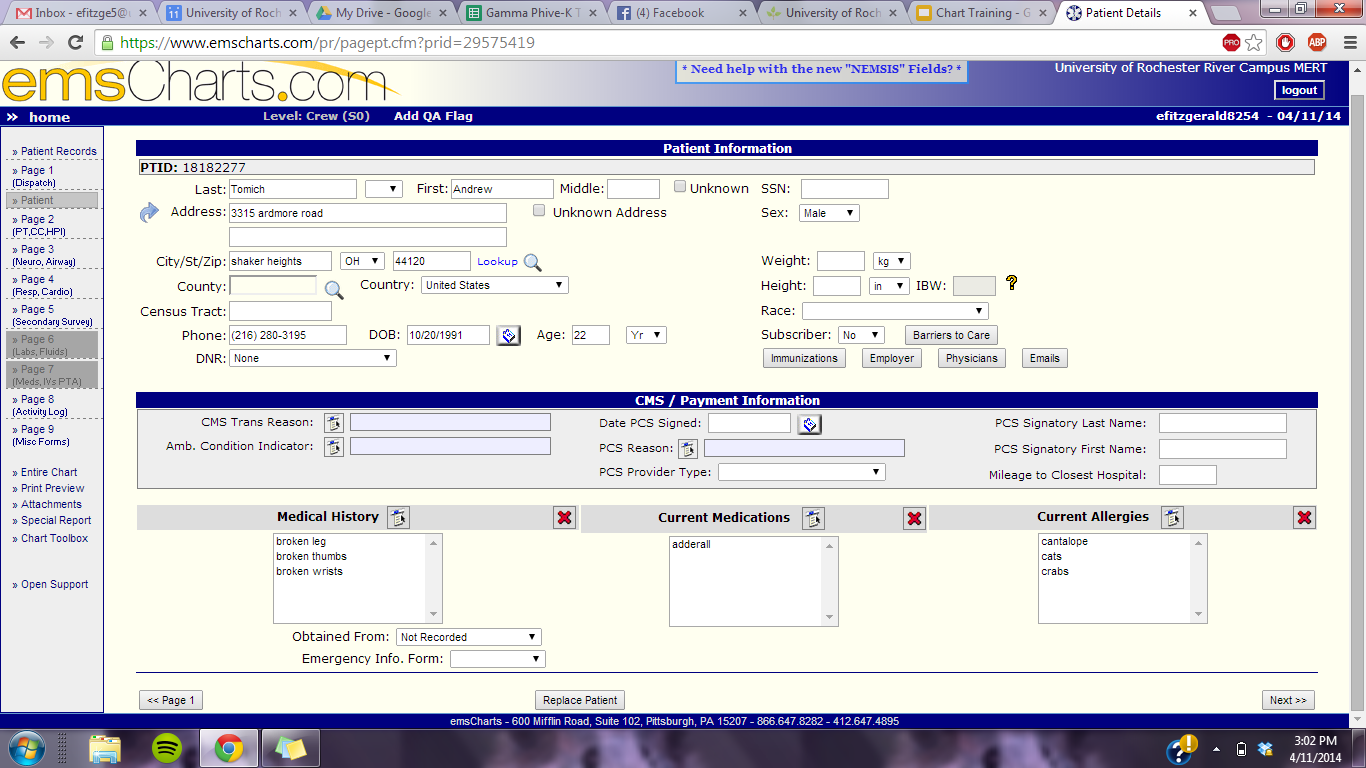 Inbox - efitzge5@u
University of Roch
My Drive - Google
Gamma Phive-K T
(4) Facebook
University of Roche
Chart Training - G
Patient Details
https://www.emscharts.com/pr/pagept.cfm?prid=29575419
PRO
ABP
emsCharts.com
* Need help with the new "NEMSIS" Fields? *
University of Rochester River Campus MERT
logout
» home
Level: Crew (S0)
Add QA Flag
efitzgerald8254 - 04/11/14
» Patient Records
» Page 1
(Dispatch)
» Patient
» Page 2
(PT,CC,HPI)
» Page 3
(Neuro, Airway)
» Page 4
(Resp, Cardio)
» Page 5
(Secondary Survey)
» Page 6
(Labs, Fluids)
» Page 7
(Meds, IVs PTA)
» Page 8
(Activity Log)
» Page 9
(Misc Forms)
» Entire Chart
» Print Preview
» Attachments
» Special Report
» Chart Toolbox
» Open Support
Patient Information
PTID: 18182277
Last: Tomich First: Andrew Middle: Unknown SSN:
Address: 3315 ardmore road Unknown Address Sex: Male
City/St/Zip: shaker heights OH 44120 Lookup Weight: kg
County: Country: United States Height: in IBW: ?
Census Tract: Race:
Phone: (216) 280-3195 DOB: 10/20/1991 Age: 22 Yr Subscriber: No Barriers to Care
DNR: None Immunizations Employer Physicians Emails
CMS / Payment Information
CMS Trans Reason: Date PCS Signed: PCS Signatory Last Name:
Amb. Condition Indicator: PCS Reason: PCS Signatory First Name:
PCS Provider Type: Mileage to Closest Hospital:
Medical History Current Medications Current Allergies
broken leg adderall cantalope
broken thumbs cats
broken wrists crabs
Obtained From: Not Recorded
Emergency Info. Form:
<< Page 1 Replace Patient Next >>
emsCharts - 600 Mifflin Road, Suite 102, Pittsburgh, PA 15207 - 866.647.8282 - 412.647.4895
3:02 PM
4/11/2014